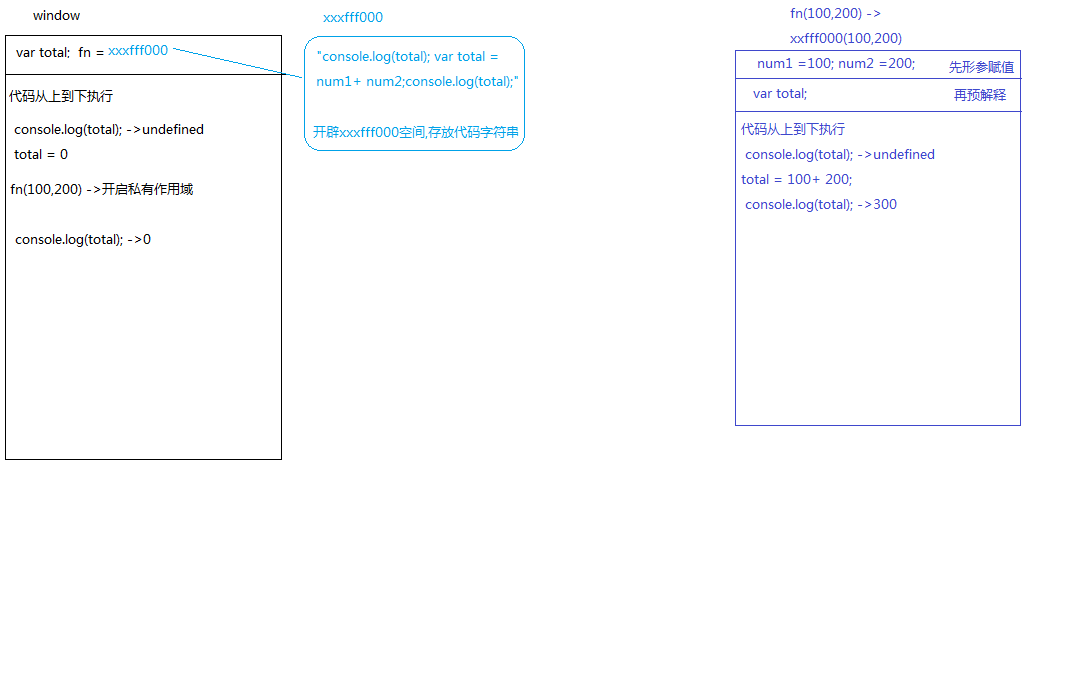 window
var total;  fn = xxxfff000
代码从上到下执行
console.log(total); ->undefined
total = 0
fn(100,200) ->开启私有作用域
console.log(total); ->0
xxxfff000
"console.log(total); var total =
num1+ num2;console.log(total);"
开辟xxxfff000空间,存放代码字符串
fn(100,200) ->
xxfff000(100,200)
num1 =100; num2 =200; 先形参赋值
var total; 再预解释
代码从上到下执行
console.log(total); ->undefined
total = 100+ 200;
console.log(total); ->300